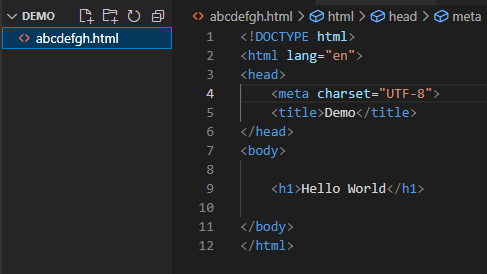 DEMO
abcdefgh.html
abcdefgh.html > html > head > meta
1 <!DOCTYPE html>
2 <html lang="en">
3 <head>
4     <meta charset="UTF-8">
5     <title>Demo</title>
6 </head>
7 <body>
8
9     <h1>Hello World</h1>
10
11 </body>
12 </html>